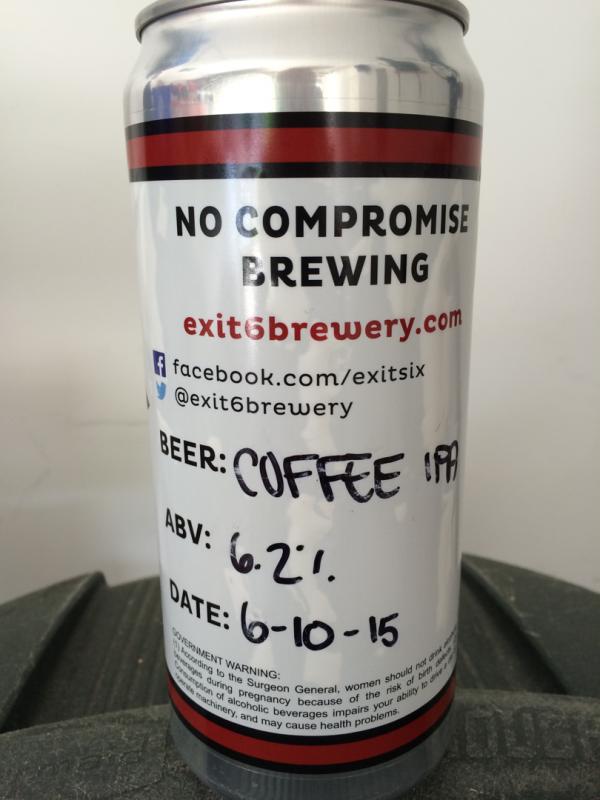 NO COMPROMISE
BREWING
exit6brewery.com
f facebook.com/exitsix
@exit6brewery
BEER: COFFEE IPA
ABV: 6.2%
DATE: 6-10-15
GOVERNMENT WARNING:
(1) According to the Surgeon General, women should not drink
beverages during pregnancy because of the risk of birth defects.
Consumption of alcoholic beverages impairs your ability to drive a
operate machinery, and may cause health problems.